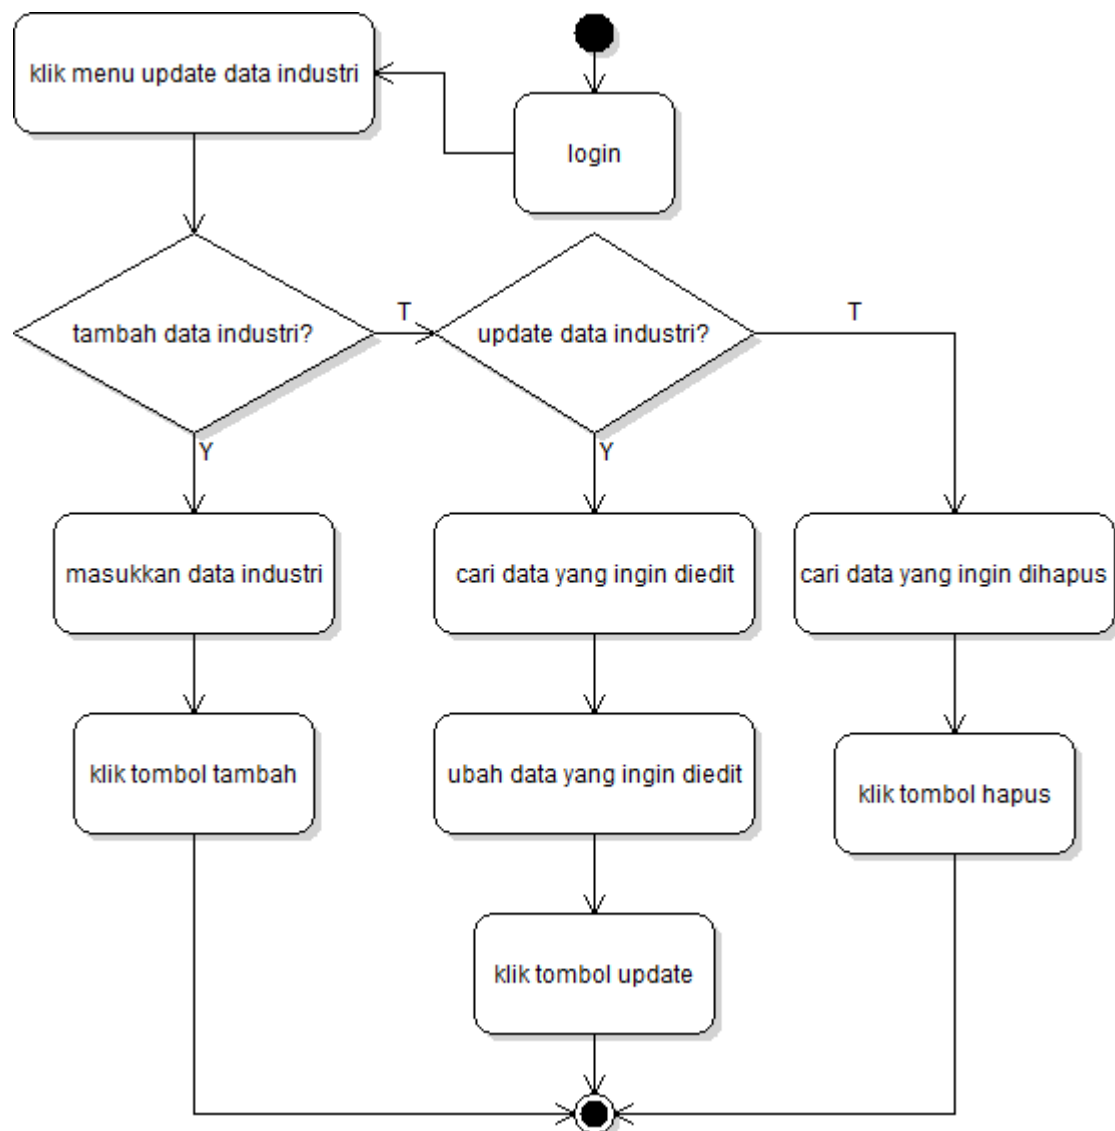 klik menu update data industri
login
tambah data industri?
T
update data industri?
T
Y
Y
masukkan data industri
cari data yang ingin diedit
cari data yang ingin dihapus
klik tombol tambah
ubah data yang ingin diedit
klik tombol hapus
klik tombol update